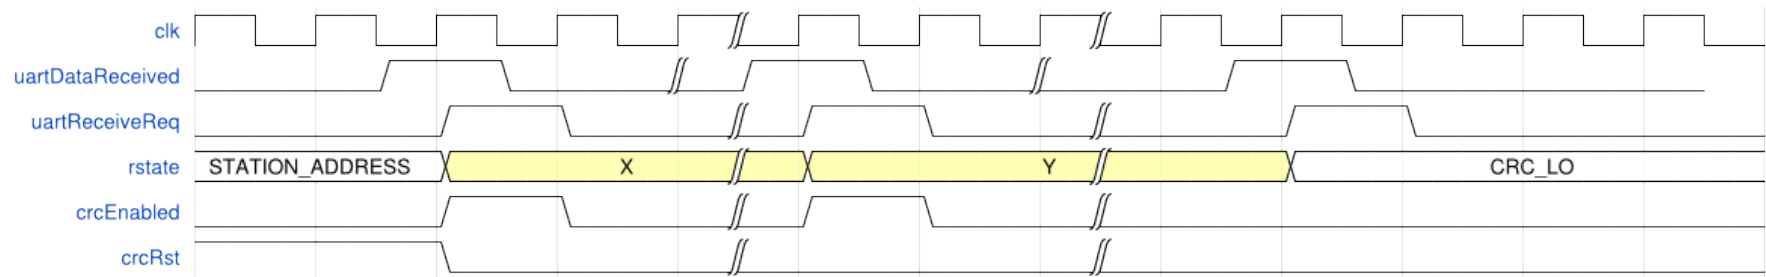 clk
uartDataReceived
uartReceiveReq
rstate STATION_ADDRESS X Y CRC_LO
crcEnabled
crcRst